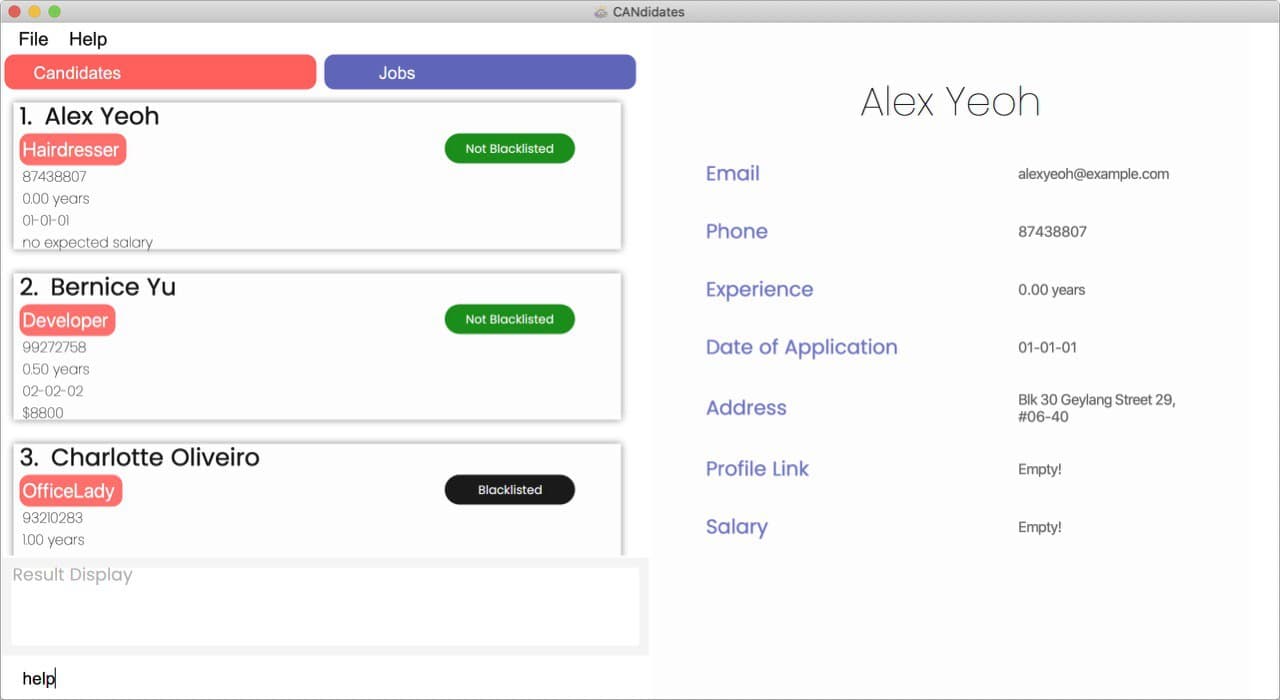 CANdidates
File Help
Candidates Jobs
1. Alex Yeoh
Hairdresser
Not Blacklisted
87438807
0.00 years
01-01-01
no expected salary
2. Bernice Yu
Developer
Not Blacklisted
99272758
0.50 years
02-02-02
$8800
3. Charlotte Oliveiro
OfficeLady
Blacklisted
93210283
1.00 years
Result Display
help
Alex Yeoh
Email alexyeoh@example.com
Phone 87438807
Experience 0.00 years
Date of Application 01-01-01
Address Blk 30 Geylang Street 29,
#06-40
Profile Link Empty!
Salary Empty!